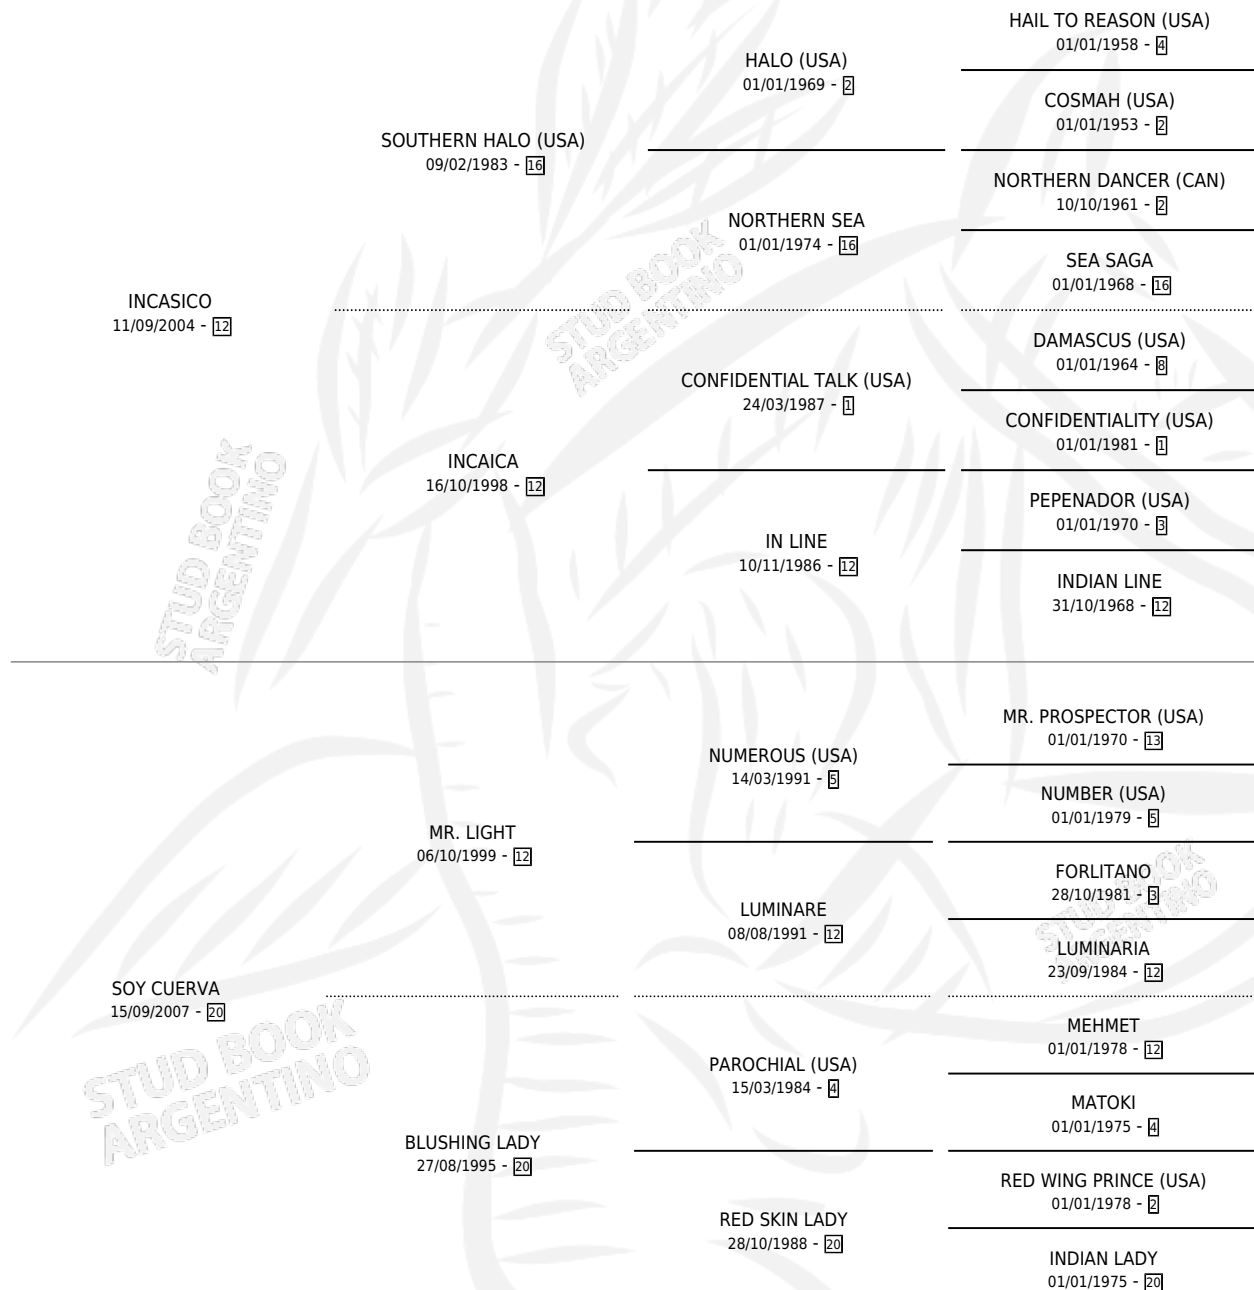 HAIL TO REASON (USA)
01/01/1958 - 4
HALO (USA)
01/01/1969 - 2
COSMAH (USA)
01/01/1953 - 2
SOUTHERN HALO (USA)
09/02/1983 - 16
NORTHERN DANCER (CAN)
10/10/1961 - 2
NORTHERN SEA
01/01/1974 - 16
SEA SAGA
01/01/1968 - 16
INCASICO
11/09/2004 - 12
STUD BOOK
ARGENTINO
DAMASCUS (USA)
01/01/1964 - 8
CONFIDENTIAL TALK (USA)
24/03/1987 - 1
CONFIDENTIALITY (USA)
01/01/1981 - 1
INCAICA
16/10/1998 - 12
PEPENADOR (USA)
01/01/1970 - 3
IN LINE
10/11/1986 - 12
INDIAN LINE
31/10/1968 - 12
STUD BOOK
ARGENTINO
MR. PROSPECTOR (USA)
01/01/1970 - 13
NUMEROUS (USA)
14/03/1991 - 5
NUMBER (USA)
01/01/1979 - 5
MR. LIGHT
06/10/1999 - 12
FORLITANO
28/10/1981 - 3
LUMINARE
08/08/1991 - 12
STUD BOOK
ARGENTINO
LUMINARIA
23/09/1984 - 12
SOY CUERVA
15/09/2007 - 20
MEHMET
01/01/1978 - 12
PAROCHIAL (USA)
15/03/1984 - 4
STUD BOOK
ARGENTINO
MATOKI
01/01/1975 - 4
BLUSHING LADY
27/08/1995 - 20
RED WING PRINCE (USA)
01/01/1978 - 2
RED SKIN LADY
28/10/1988 - 20
INDIAN LADY
01/01/1975 - 20